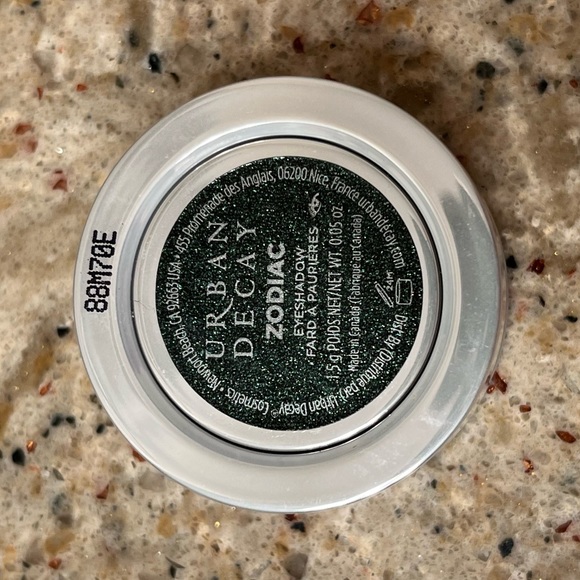 URBAN
DECAY
ZODIAC
EYESHADOW
FARD À PAUPIÈRES
1.5 g POIDS NET/NET WT. 0.05 oz
Made in Canada (Fabriqué au Canada)
24M
Dist. By (Distribué par): Urban Decay® Cosmetics • Newport Beach, CA 92663 USA • 455 Promenade des Anglais, 06200 Nice, France urbandecay.com
88M70E